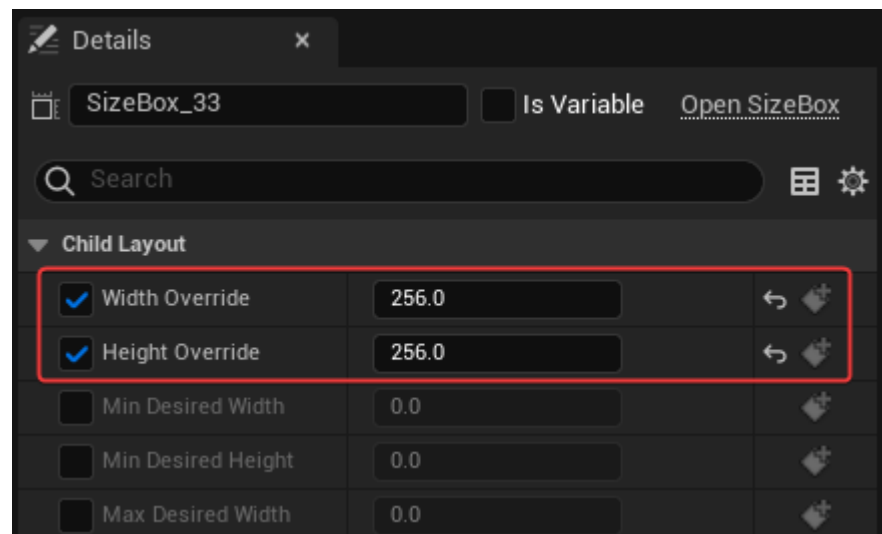 Details
SizeBox_33 Is Variable Open SizeBox
Search
Child Layout
Width Override 256.0
Height Override 256.0
Min Desired Width 0.0
Min Desired Height 0.0
Max Desired Width 0.0